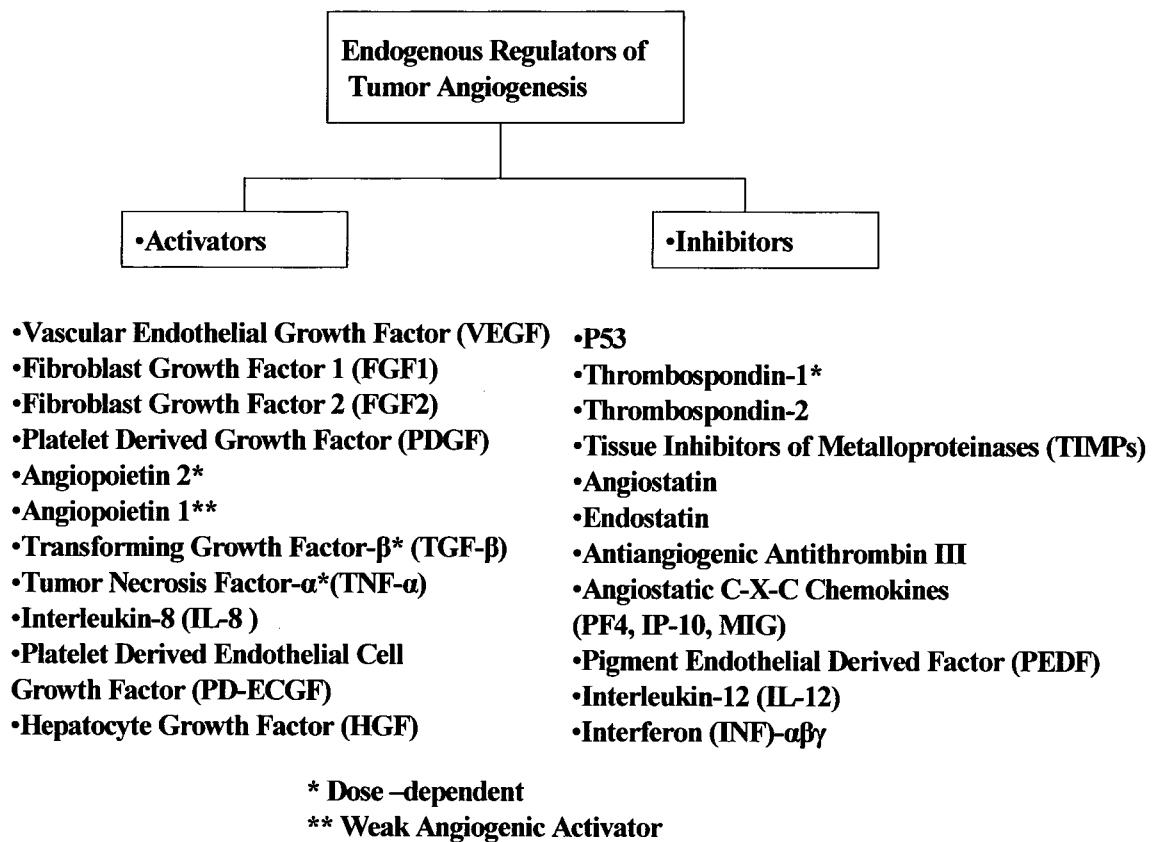 Endogenous Regulators of
Tumor Angiogenesis
•Activators
•Inhibitors
•Vascular Endothelial Growth Factor (VEGF)
•Fibroblast Growth Factor 1 (FGF1)
•Fibroblast Growth Factor 2 (FGF2)
•Platelet Derived Growth Factor (PDGF)
•Angiopoietin 2*
•Angiopoietin 1**
•Transforming Growth Factor-β* (TGF-β)
•Tumor Necrosis Factor-α*(TNF-α)
•Interleukin-8 (IL-8 )
•Platelet Derived Endothelial Cell
Growth Factor (PD-ECGF)
•Hepatocyte Growth Factor (HGF)
•P53
•Thrombospondin-1*
•Thrombospondin-2
•Tissue Inhibitors of Metalloproteinases (TIMPs)
•Angiostatin
•Endostatin
•Antiangiogenic Antithrombin III
•Angiostatic C-X-C Chemokines
(PF4, IP-10, MIG)
•Pigment Endothelial Derived Factor (PEDF)
•Interleukin-12 (IL-12)
•Interferon (INF)-αβγ
* Dose –dependent
** Weak Angiogenic Activator